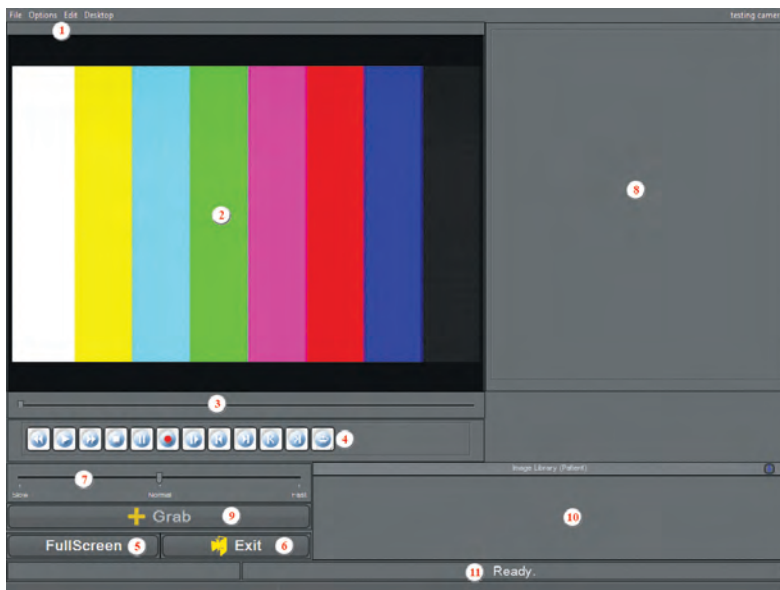 File Options Edit Desktop
testing camer
1
2
8
3
4
7
Slow Normal Fast
Image Library (Patient)
Grab 9
10
FullScreen 5
Exit 6
11 Ready.